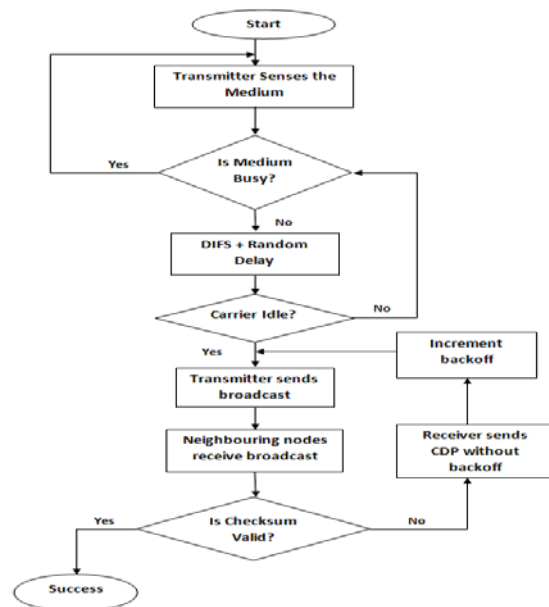 Start
Transmitter Senses the
Medium
Is Medium
Busy?
Yes
No
DIFS + Random
Delay
Carrier Idle?
No
Yes
Increment
backoff
Transmitter sends
broadcast
Neighbouring nodes
receive broadcast
Receiver sends
CDP without
backoff
Is Checksum
Valid?
Yes
No
Success